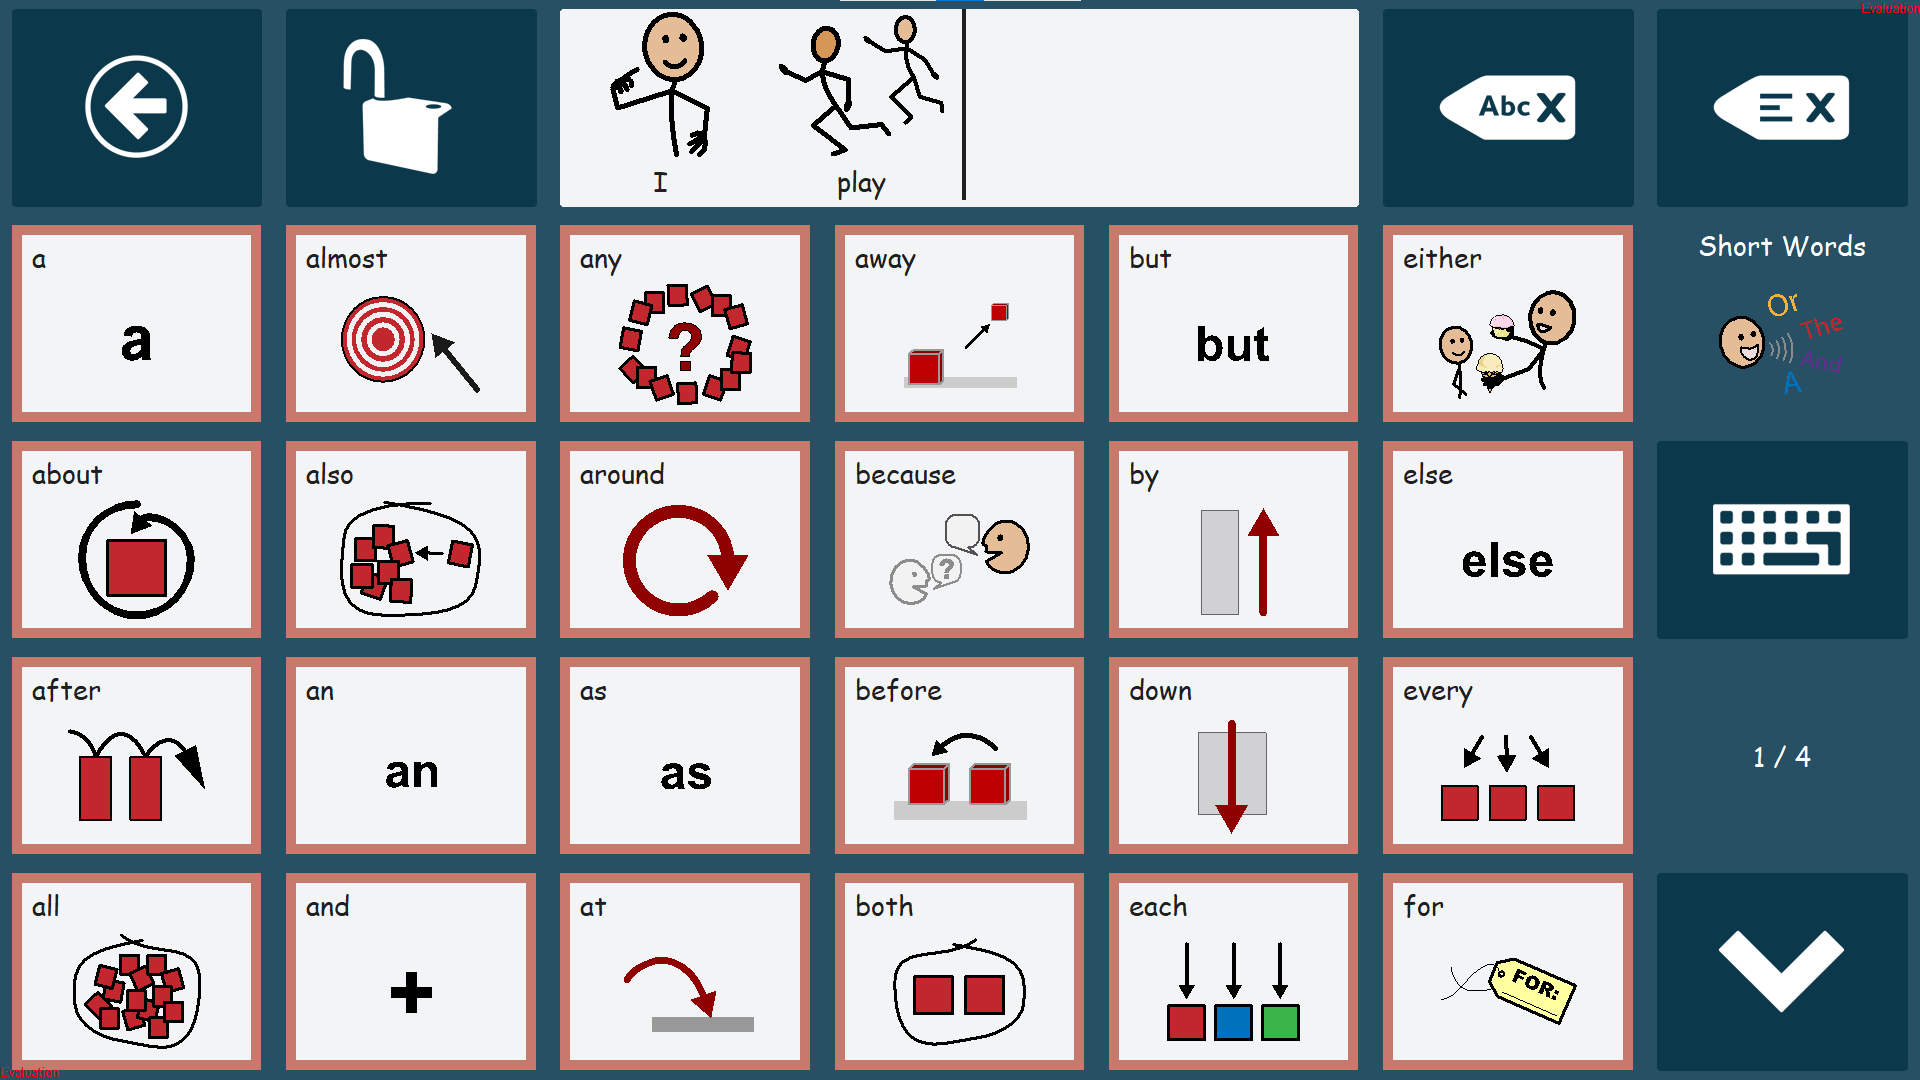 Evaluation
I play
Abc X
X
a
a
almost
any
?
away
but
but
either
Short Words
Or
The
And
A
about
also
around
because
?
by
else
else
after
an
an
as
as
before
down
every
1 / 4
all
and
+
at
both
each
for
FOR:
Evaluation